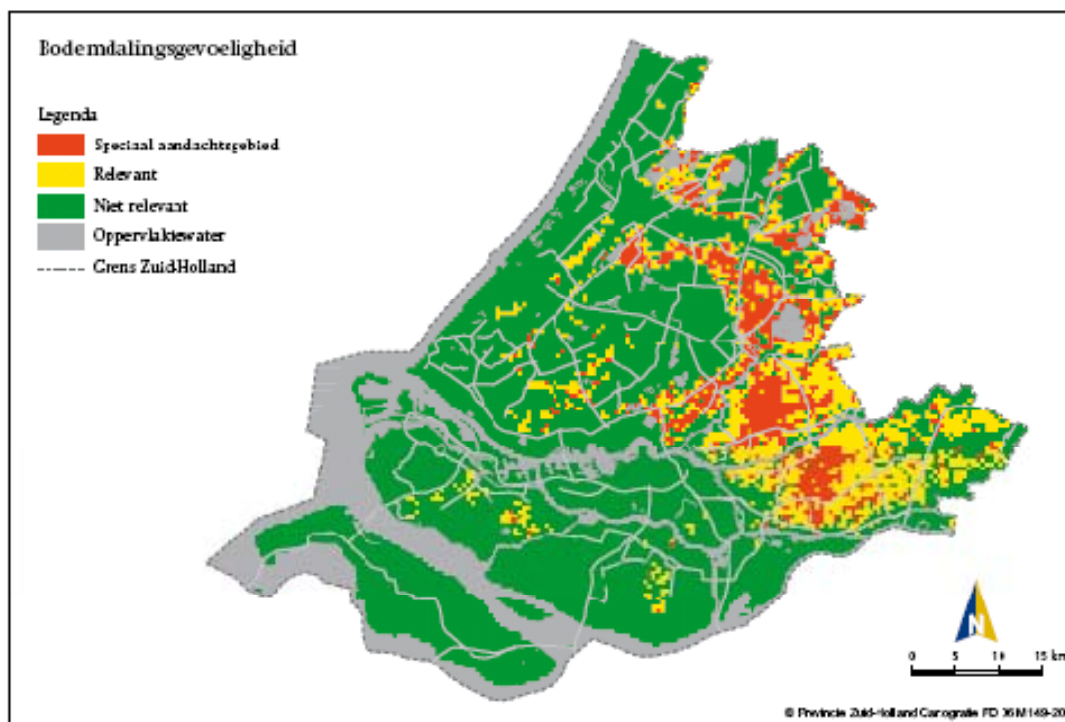 Bodemdalingsgevoeligheid
Legenda
Speciaal aandachtsgebied
Relevant
Niet relevant
Oppervlaktewater
Grens Zuid-Holland
N
0 5 10 15 km
© Provincie Zuid-Holland Cartografie